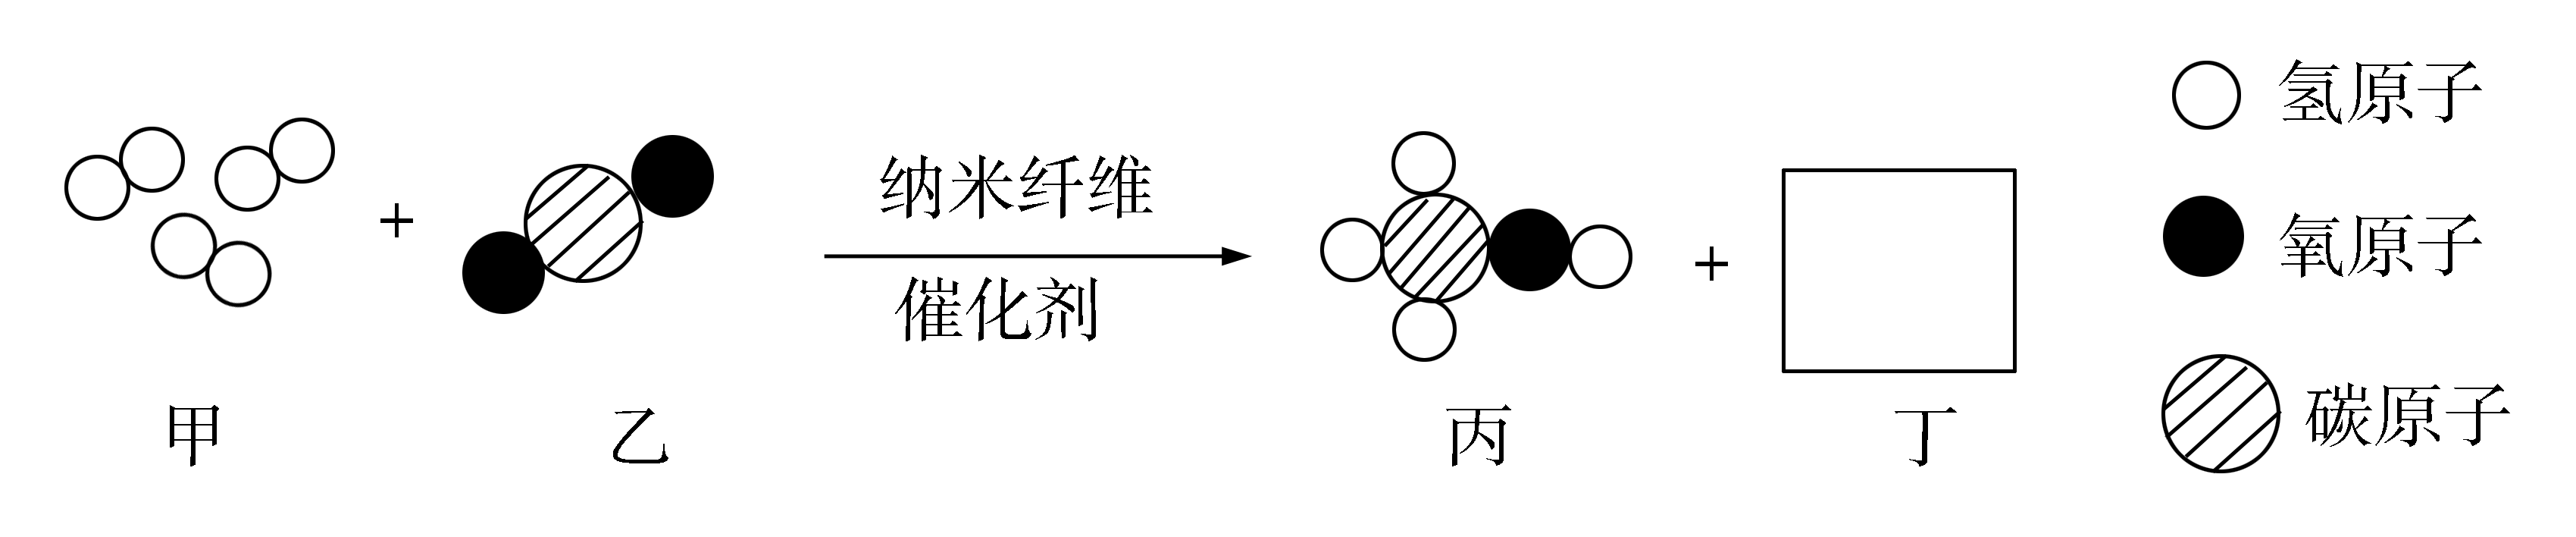 +
纳米纤维
催化剂
+
甲
乙
丙
丁
氢原子
氧原子
碳原子